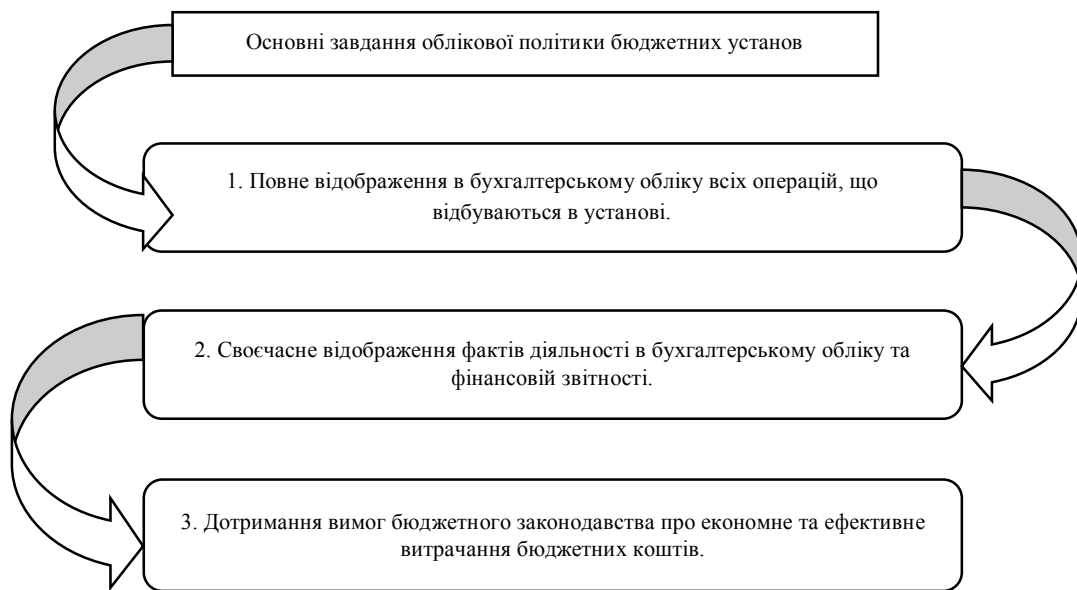 Основні завдання облікової політики бюджетних установ
1. Повне відображення в бухгалтерському обліку всіх операцій, що
відбуваються в установі.
2. Своєчасне відображення фактів діяльності в бухгалтерському обліку та
фінансовій звітності.
3. Дотримання вимог бюджетного законодавства про економне та ефективне
витрачання бюджетних коштів.